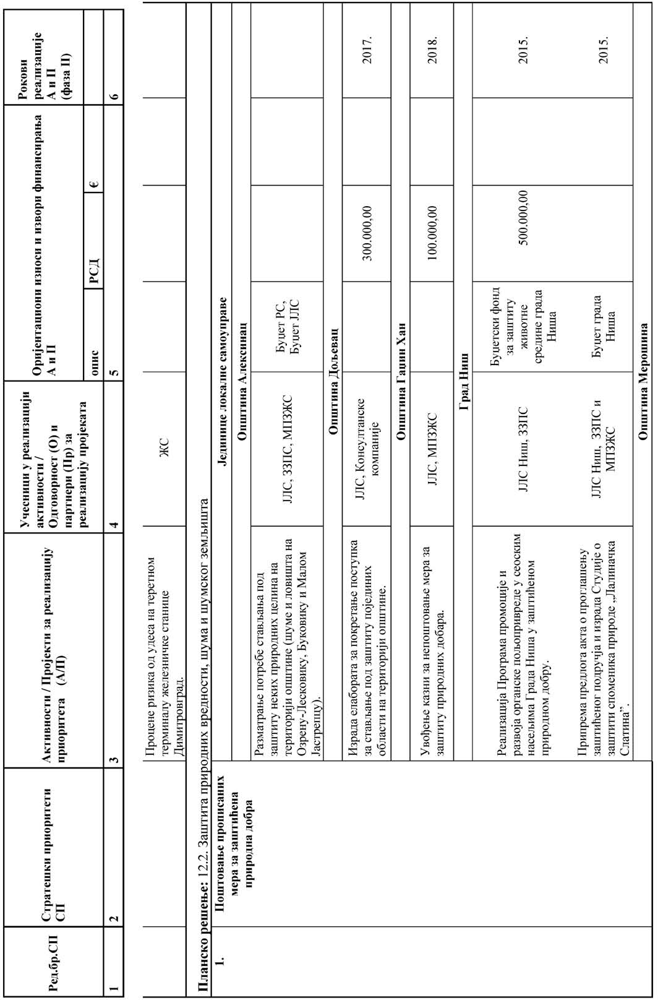 Ред.бр.СП
Стратешки приоритети
СП
Активности / Пројекти за реализацију
приоритета (А/П)
Учесници у реализацији
активности /
Одговорност (О) и
партнери (Пр) за
реализацију пројеката
Оријентациони износи и извори финансирања
А и П
опис
РСД
€
Рокови
реализације
А и П
(фаза II)
1
2
3
4
5
6
Процене ризика од удеса на теретном
терминалу железничке станице
Димитровград.
ЖС
Планско решење: 12.2. Заштита природних вредности, шума и шумског земљишта
1.
Поштовање прописаних
мера за заштићена
природна добра
Јединице локалне самоуправе
Општина Алексинац
Разматрање потребе стављања под
заштиту неких природних целина на
територији општине (шуме и ловишта на
Озрену-Лесковику, Буковику и Малом
Јастрепцу).
ЈЛС, ЗЗПС, МПЗЖС
Буџет РС,
Буџет ЈЛС
Општина Дољевац
Израда елабората за покретање поступка
за стављање под заштиту појединих
области на територији општине.
ЈЛС, Консултанске
компаније
300.000,00
2017.
Општина Гаџин Хан
Увођење казни за непоштовање мера за
заштиту природних добара.
ЈЛС, МПЗЖС
100.000,00
2018.
Град Ниш
Реализација Програма промоције и
развоја органске пољопривреде у сеоским
насељима Града Ниша у заштићеном
природном добру.
ЈЛС Ниш, ЗЗПС
Буџетски фонд
за заштиту
животне
средине града
Ниша
500.000,00
2015.
Припрема предлога акта о проглашењу
заштићеног подручја и израда Студије о
заштити споменика природе „Лалиначка
Слатина”.
ЈЛС Ниш, ЗЗПС и
МПЗЖС
Буџет града
Ниша
2015.
Општина Мерошина